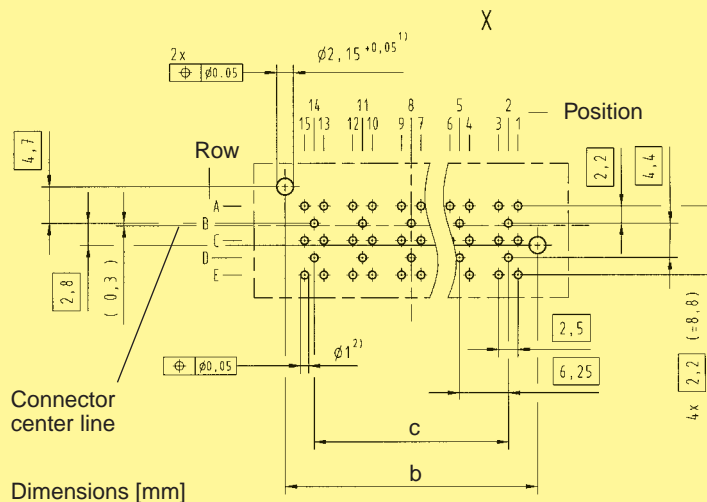 X
2x
Ø2,15 +0,05 1)
⌖ Ø0.05
14 11 8 5 2
Position
15 13 12 10 9 7 6 4 3 1
4,7
Row
2,2
4,4
A
B
C
D
E
2,8
(0,3)
2,5
6,25
4x 2,2 (=8,8)
⌖ Ø0,05
Ø1 2)
Connector
center line
c
b
Dimensions [mm]